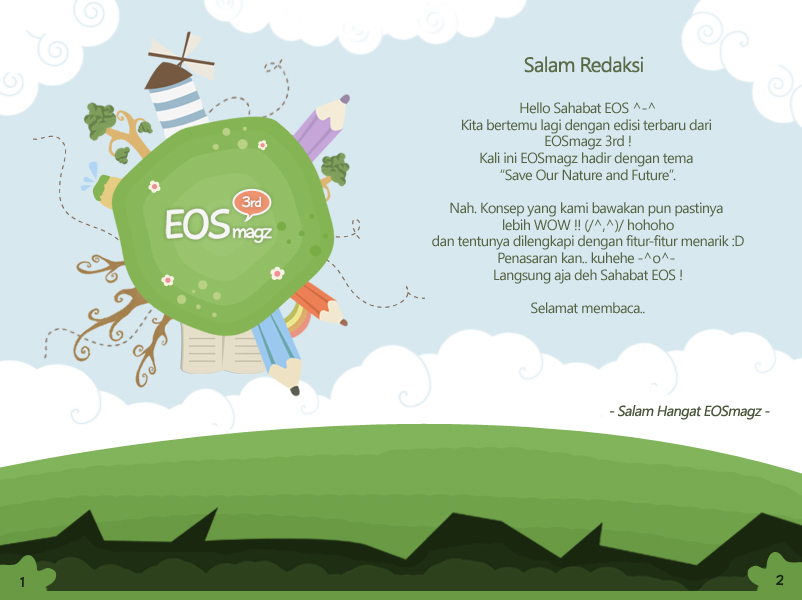 3rd
EOS
magz
Salam Redaksi
Hello Sahabat EOS ^-^
Kita bertemu lagi dengan edisi terbaru dari
EOSmagz 3rd !
Kali ini EOSmagz hadir dengan tema
“Save Our Nature and Future”.
Nah. Konsep yang kami bawakan pun pastinya
lebih WOW !! (/^,^)/ hohoho
dan tentunya dilengkapi dengan fitur-fitur menarik :D
Penasaran kan.. kuhehe -^o^-
Langsung aja deh Sahabat EOS !
Selamat membaca..
- Salam Hangat EOSmagz -
1
2